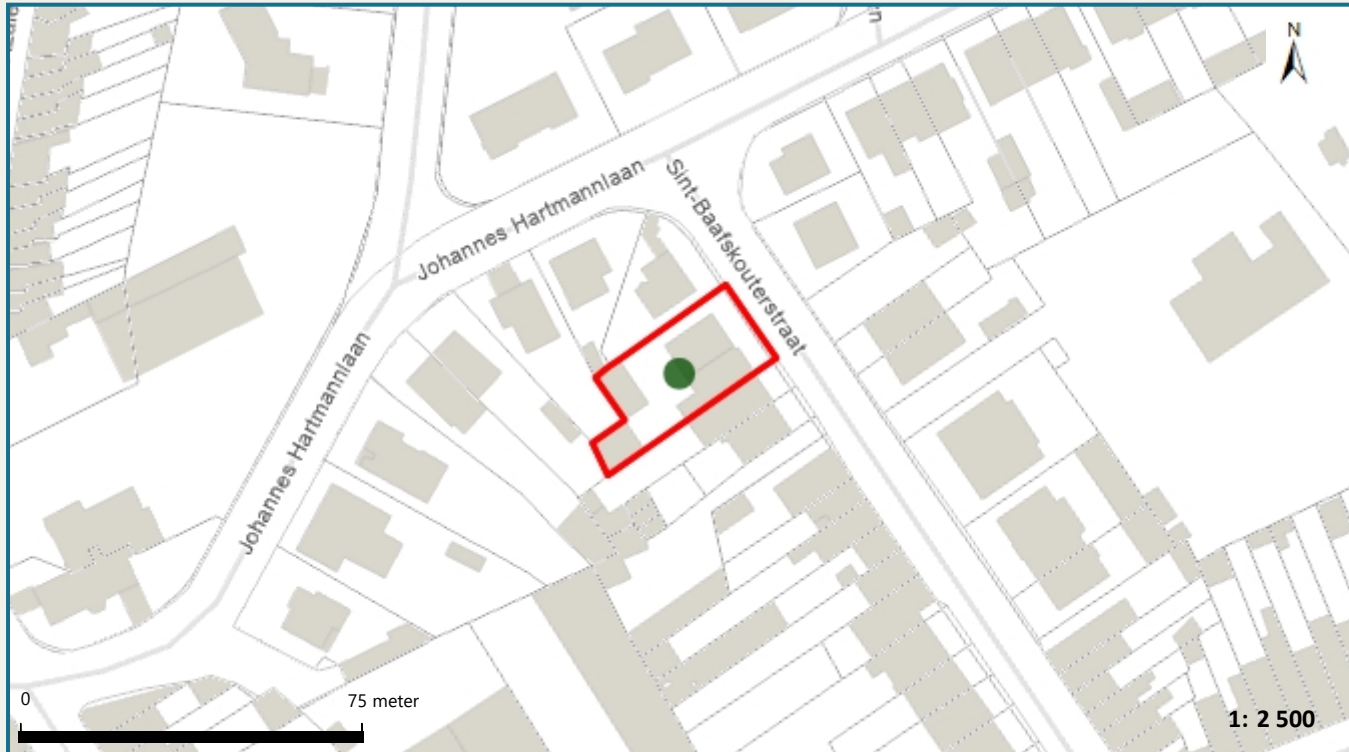 N
Johannes Hartmannlaan
Sint-Baafskouterstraat
Johannes Hartmannlaan
0
75 meter
1: 2 500